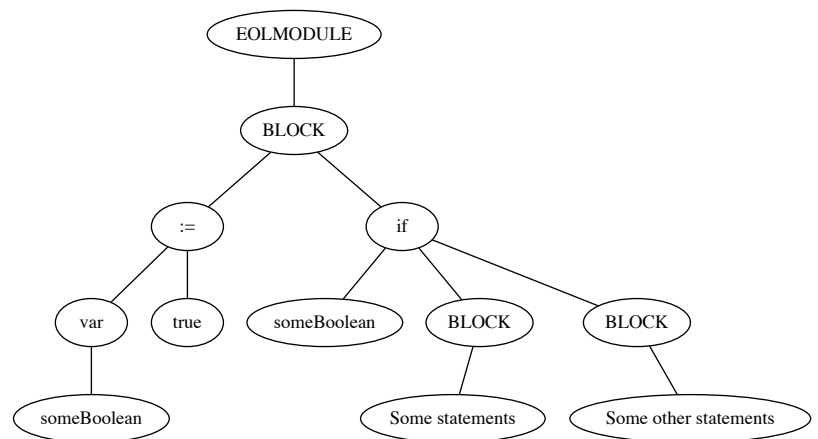 EOLMODULE
BLOCK
:=
if
var
true
someBoolean
BLOCK
BLOCK
someBoolean
Some statements
Some other statements